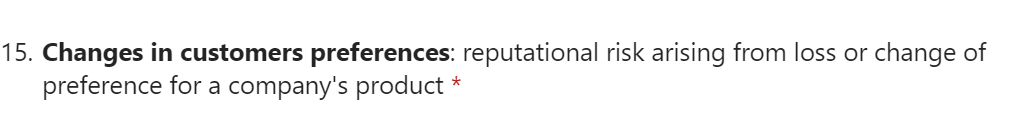 15. Changes in customers preferences: reputational risk arising from loss or change of
preference for a company's product *